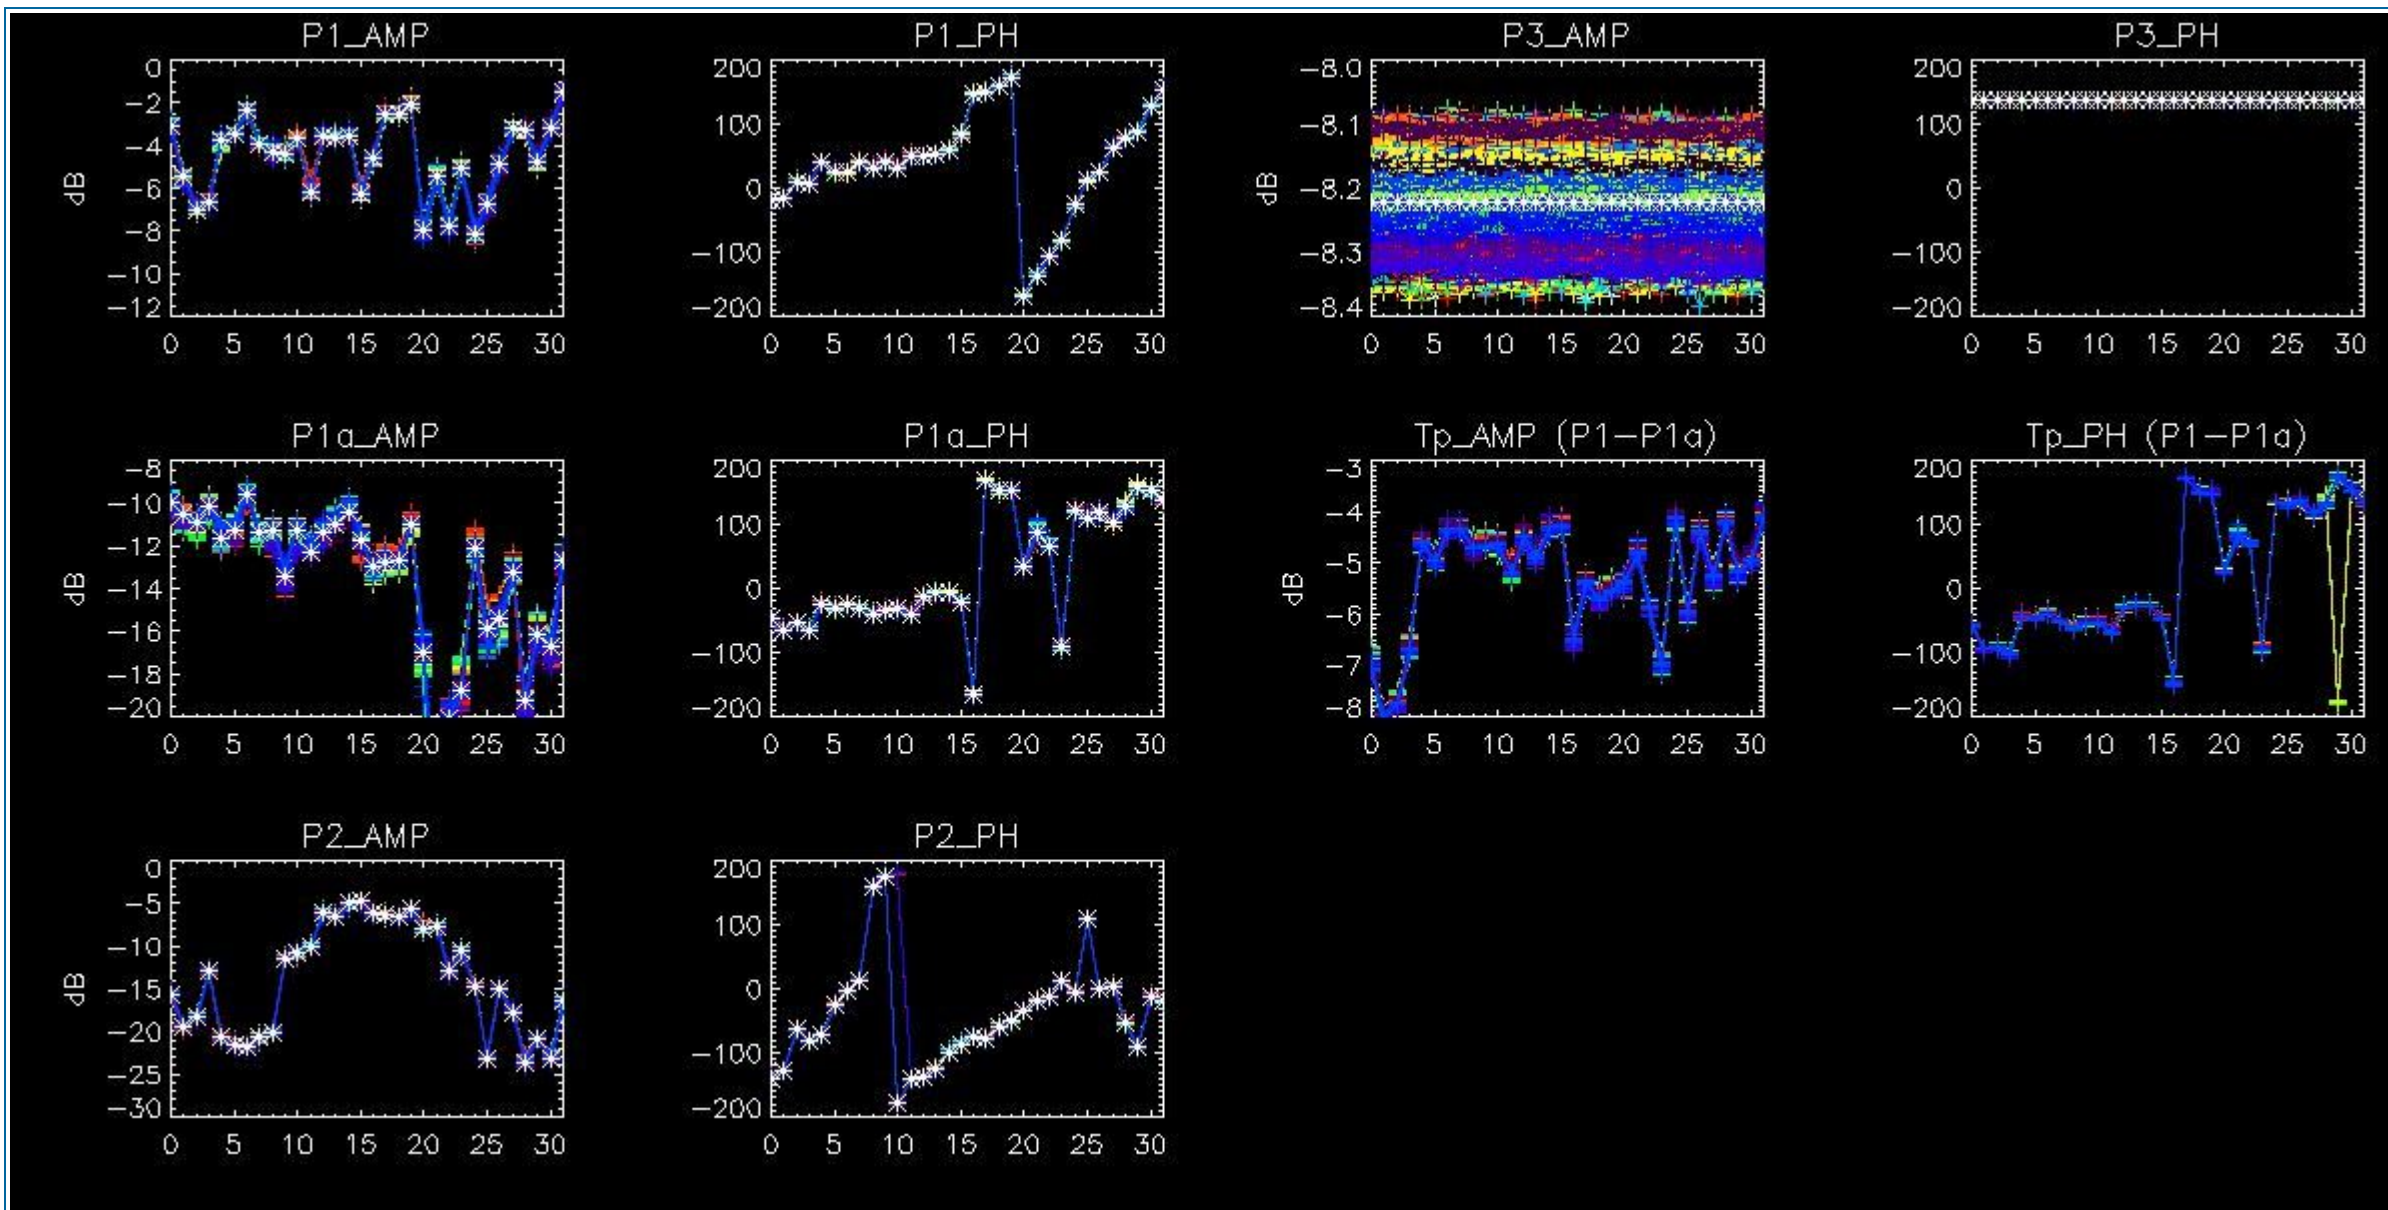 P1_AMP
0
−2
−4
−6
−8
−10
−12
dB
0 5 10 15 20 25 30
P1_PH
200
100
0
−100
−200
0 5 10 15 20 25 30
P3_AMP
−8.0
−8.1
−8.2
−8.3
−8.4
dB
0 5 10 15 20 25 30
P3_PH
200
100
0
−100
−200
0 5 10 15 20 25 30
P1a_AMP
−8
−10
−12
−14
−16
−18
−20
dB
0 5 10 15 20 25 30
P1a_PH
200
100
0
−100
−200
0 5 10 15 20 25 30
Tp_AMP (P1−P1a)
−3
−4
−5
−6
−7
−8
dB
0 5 10 15 20 25 30
Tp_PH (P1−P1a)
200
100
0
−100
−200
0 5 10 15 20 25 30
P2_AMP
0
−5
−10
−15
−20
−25
−30
dB
0 5 10 15 20 25 30
P2_PH
200
100
0
−100
−200
0 5 10 15 20 25 30